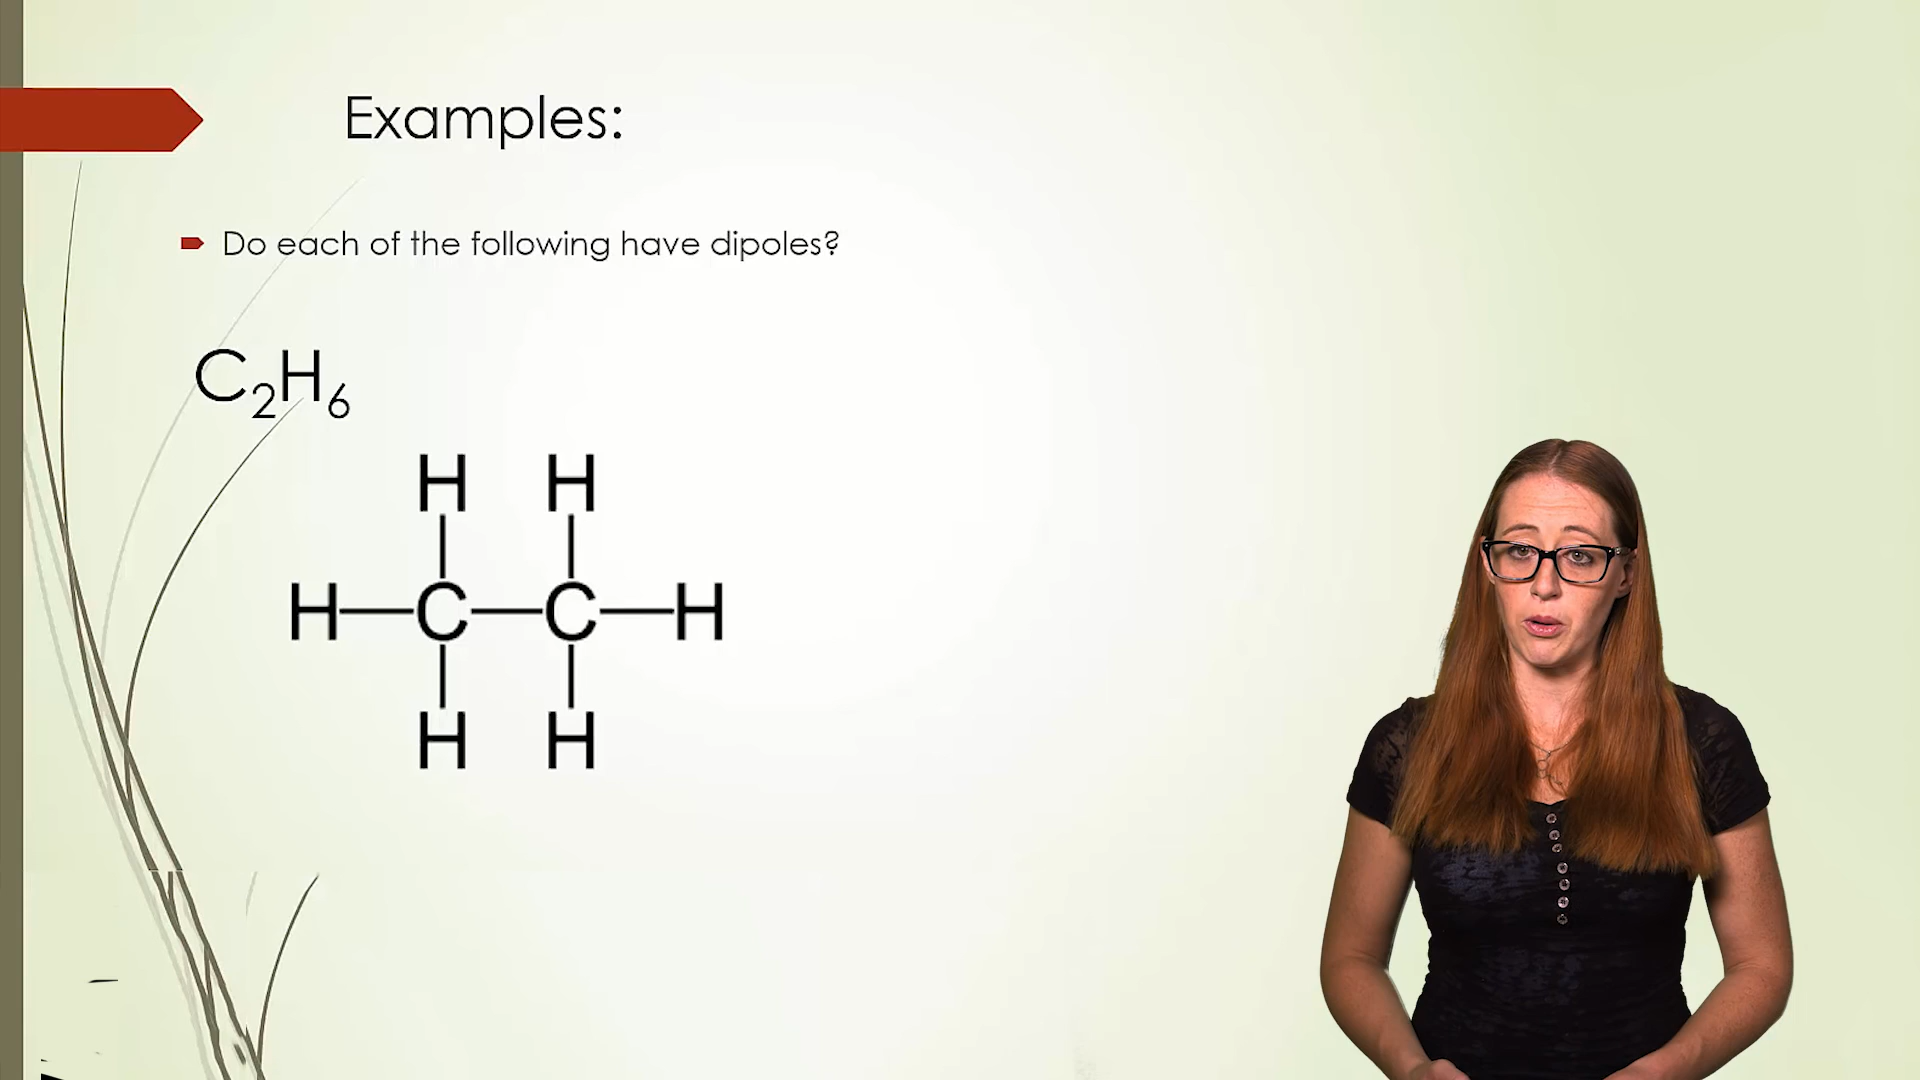 Examples:
Do each of the following have dipoles?
C₂H₆
H H
H C C H
H H